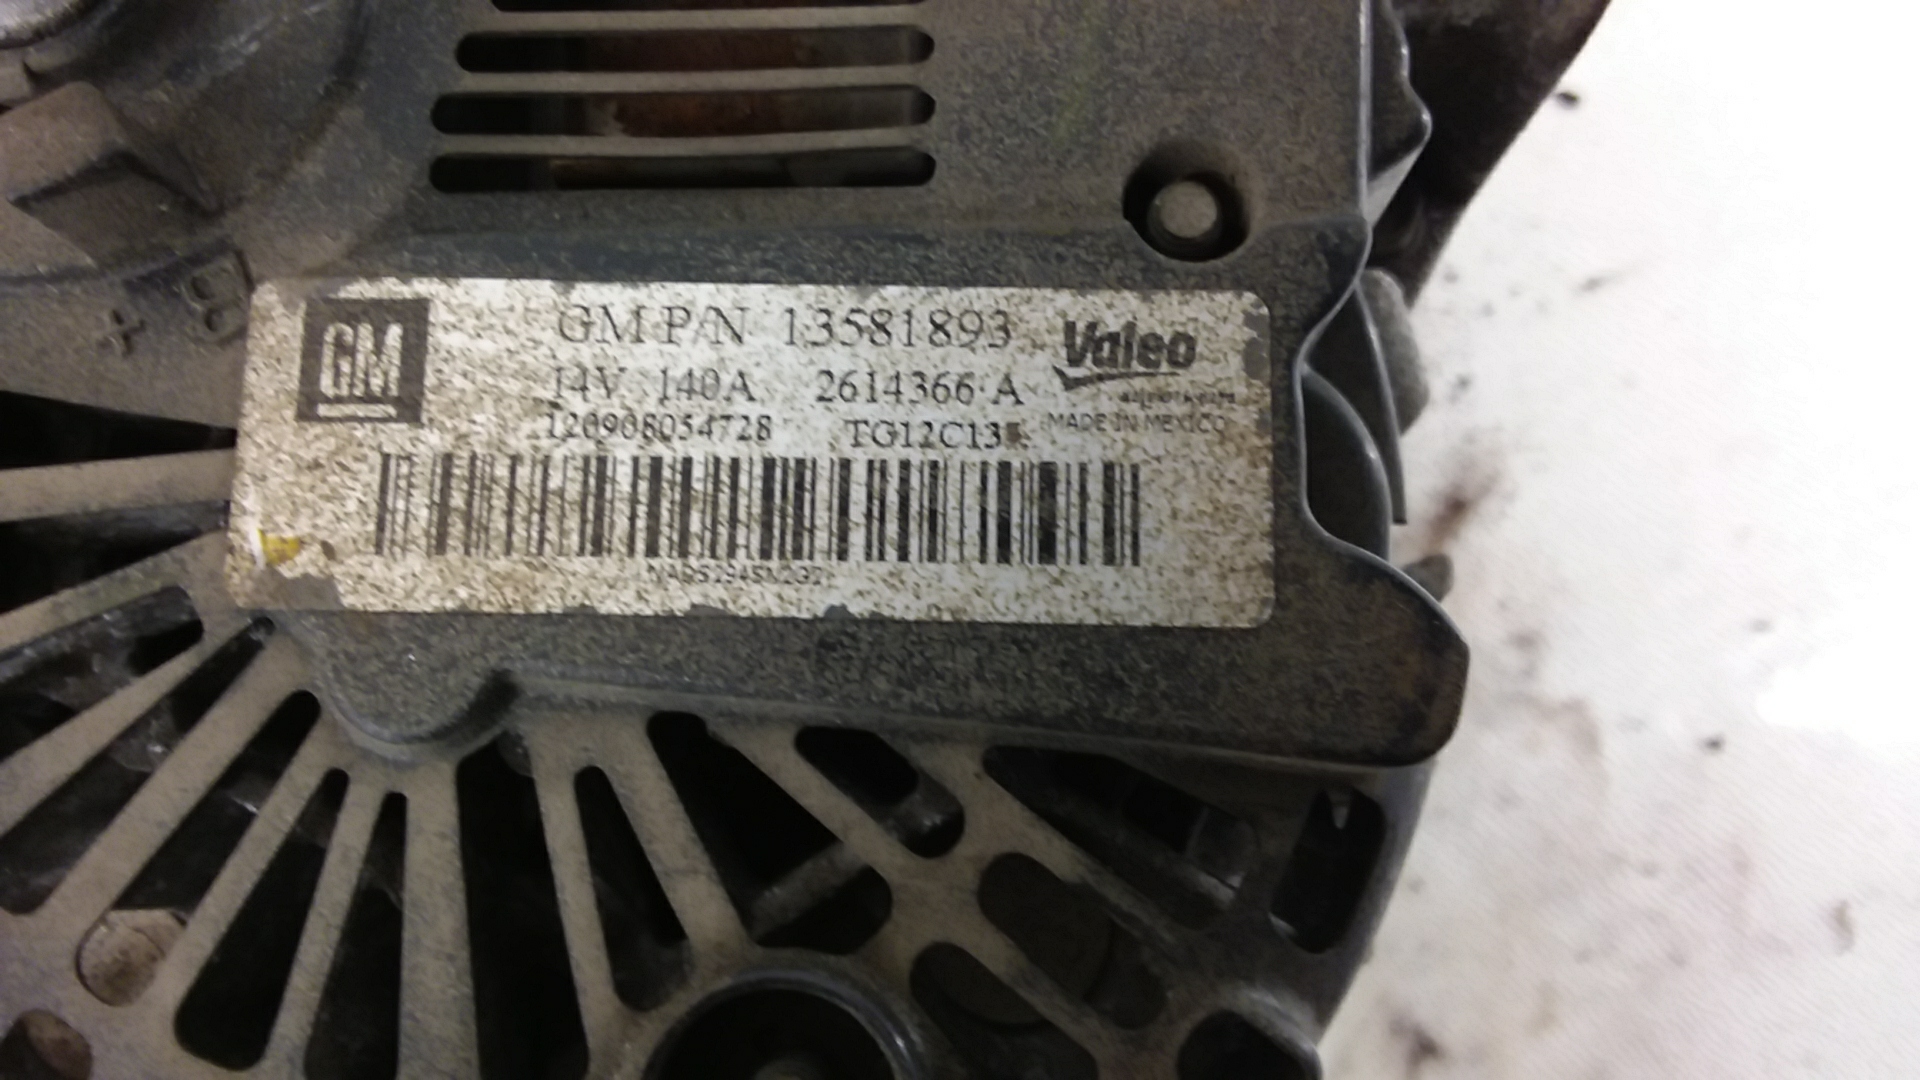 B +
GM
GM P/N 13581893
Valeo
14V 140A 2614366 A
120908054728 TG12C13
MADE IN MEXICO